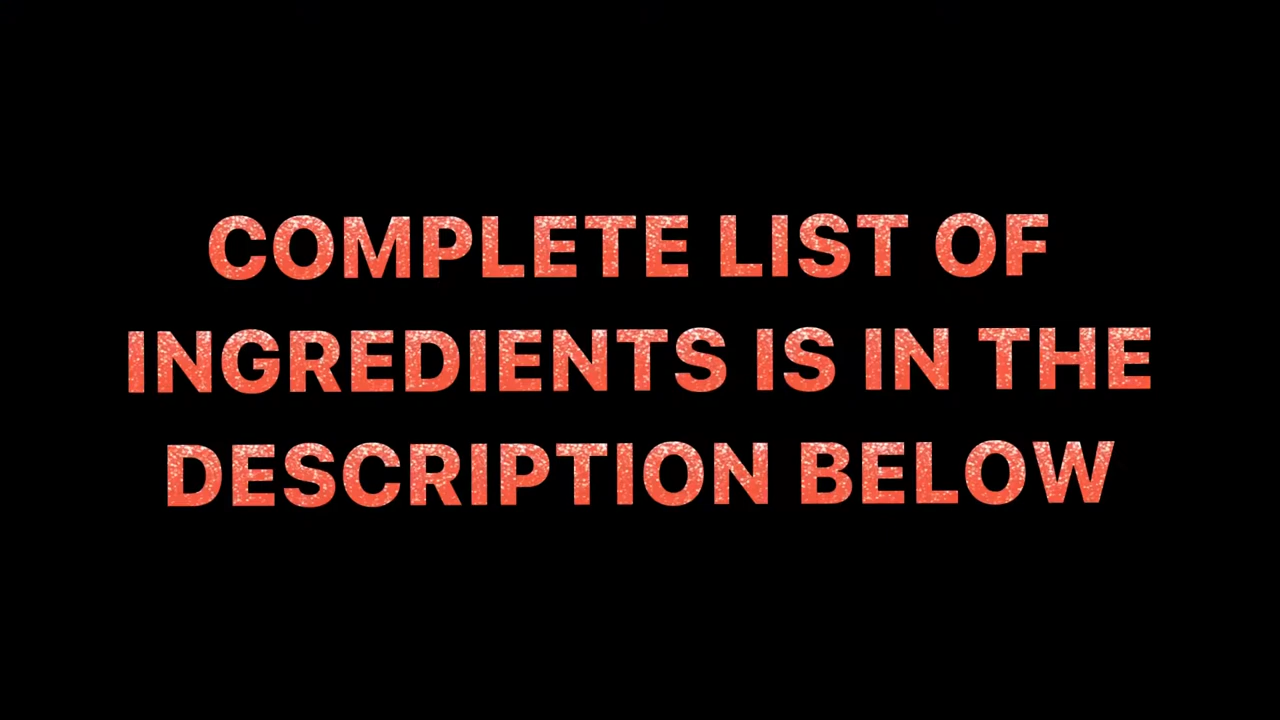 COMPLETE LIST OF
INGREDIENTS IS IN THE
DESCRIPTION BELOW